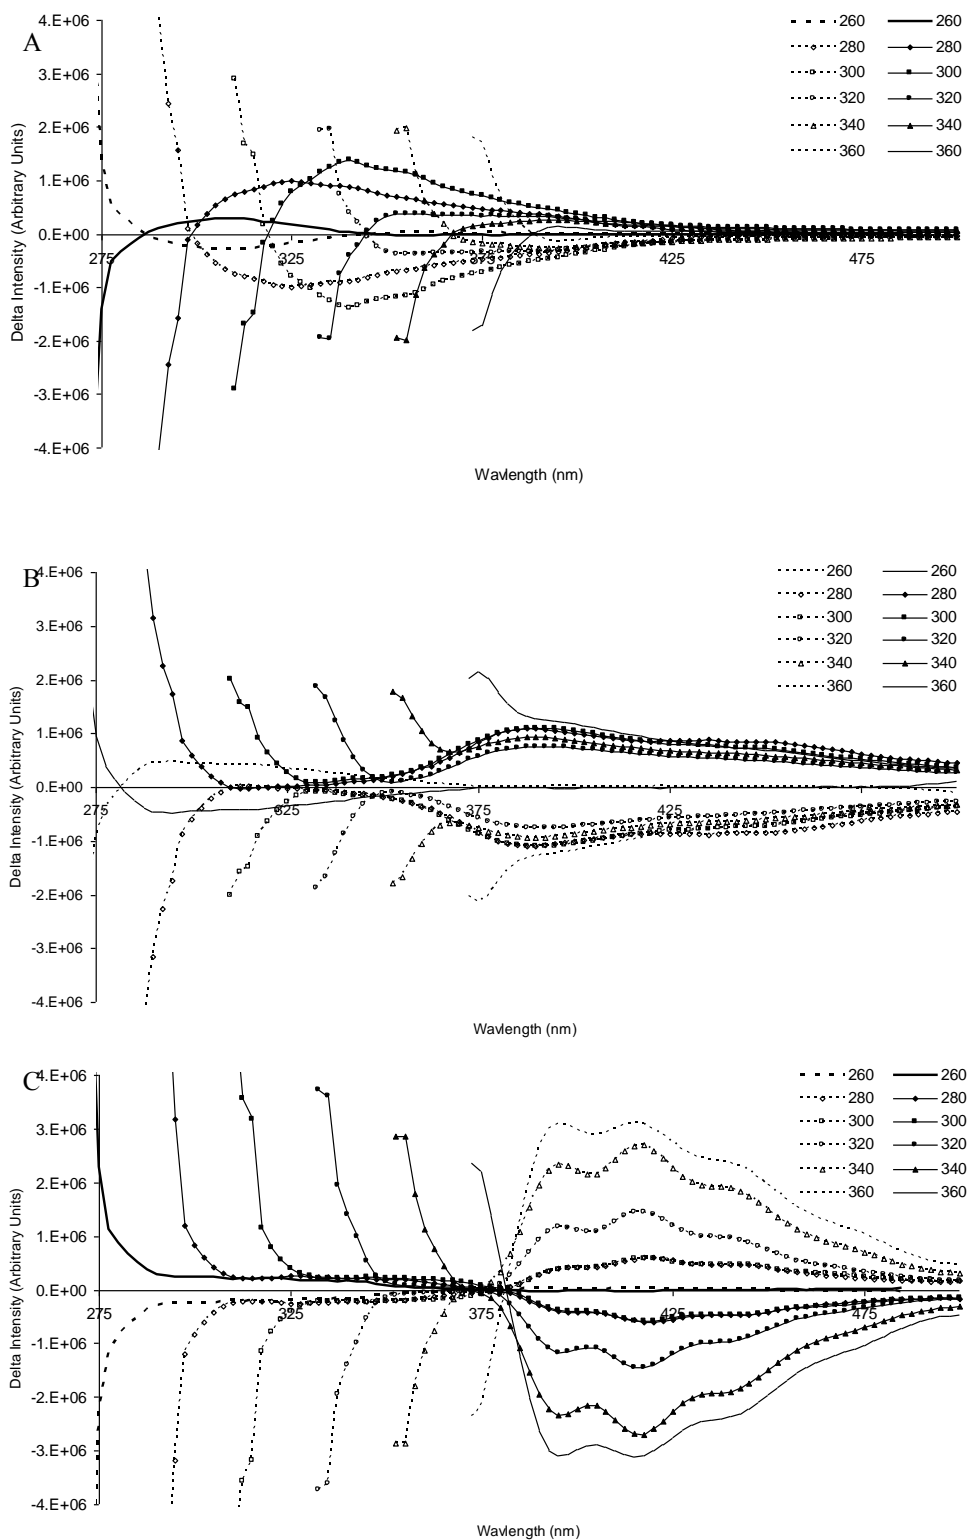 A
4.E+06
3.E+06
2.E+06
1.E+06
0.E+00
-1.E+06
-2.E+06
-3.E+06
-4.E+06
Delta Intensity (Arbitrary Units)
275 325 375 425 475
Wavlength (nm)
260 260
280 280
300 300
320 320
340 340
360 360
B
4.E+06
3.E+06
2.E+06
1.E+06
0.E+00
-1.E+06
-2.E+06
-3.E+06
-4.E+06
Delta Intensity (Arbitrary Units)
275 325 375 425 475
Wavlength (nm)
260 260
280 280
300 300
320 320
340 340
360 360
C
4.E+06
3.E+06
2.E+06
1.E+06
0.E+00
-1.E+06
-2.E+06
-3.E+06
-4.E+06
Delta Intensity (Arbitrary Units)
275 325 375 425 475
Wavlength (nm)
260 260
280 280
300 300
320 320
340 340
360 360